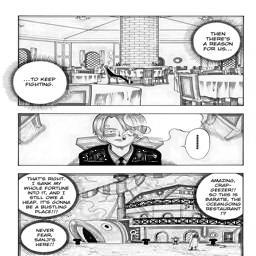 THEN
THERE'S
A REASON
FOR US...
...TO KEEP
FIGHTING.
!
AMAZING,
CRAP-
GEEZER!!
SO THIS IS
BARATIE, THE
OCEANGOING
RESTAURANT
!?
THAT'S RIGHT.
I SANK MY
WHOLE FORTUNE
INTO IT, AND I
STILL OWE A
HEAP. IT'S GONNA
BE A BUSTLING
PLACE!!
NEVER
FEAR,
SANJI'S
HERE!!